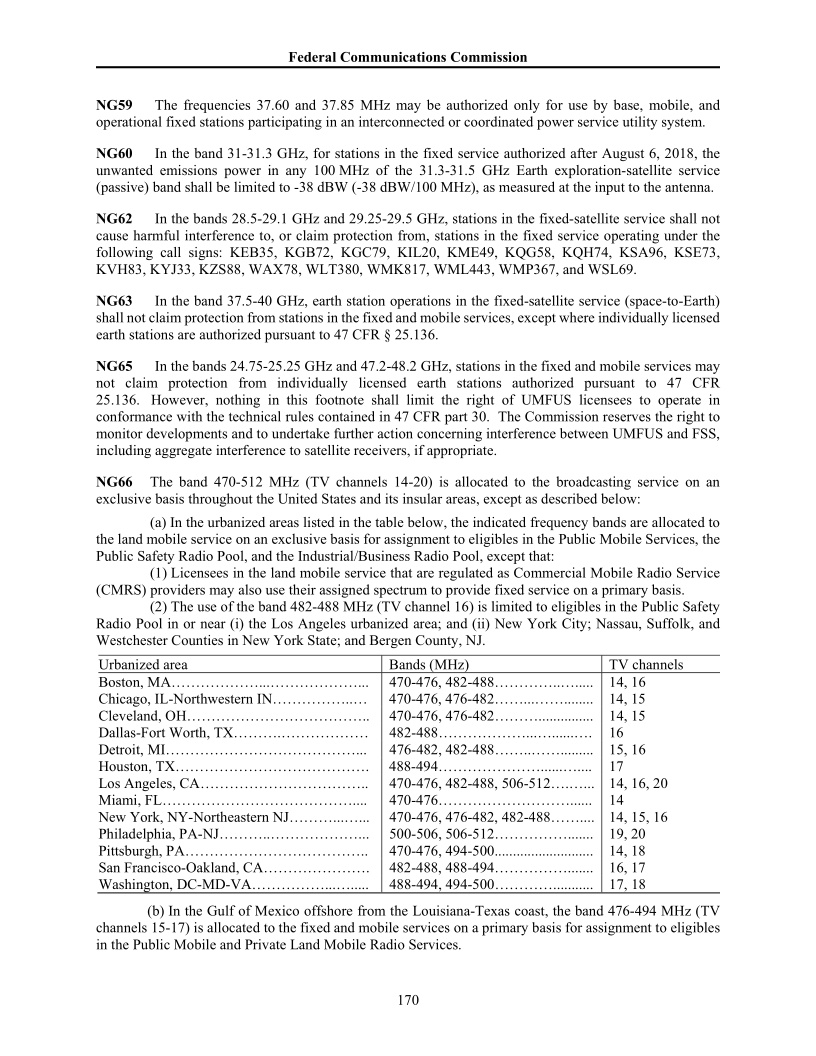 Federal Communications Commission
NG59 The frequencies 37.60 and 37.85 MHz may be authorized only for use by base, mobile, and
operational fixed stations participating in an interconnected or coordinated power service utility system.
NG60 In the band 31-31.3 GHz, for stations in the fixed service authorized after August 6, 2018, the
unwanted emissions power in any 100 MHz of the 31.3-31.5 GHz Earth exploration-satellite service
(passive) band shall be limited to -38 dBW (-38 dBW/100 MHz), as measured at the input to the antenna.
NG62 In the bands 28.5-29.1 GHz and 29.25-29.5 GHz, stations in the fixed-satellite service shall not
cause harmful interference to, or claim protection from, stations in the fixed service operating under the
following call signs: KEB35, KGB72, KGC79, KIL20, KME49, KQG58, KQH74, KSA96, KSE73,
KVH83, KYJ33, KZS88, WAX78, WLT380, WMK817, WML443, WMP367, and WSL69.
NG63 In the band 37.5-40 GHz, earth station operations in the fixed-satellite service (space-to-Earth)
shall not claim protection from stations in the fixed and mobile services, except where individually licensed
earth stations are authorized pursuant to 47 CFR § 25.136.
NG65 In the bands 24.75-25.25 GHz and 47.2-48.2 GHz, stations in the fixed and mobile services may
not claim protection from individually licensed earth stations authorized pursuant to 47 CFR
25.136. However, nothing in this footnote shall limit the right of UMFUS licensees to operate in
conformance with the technical rules contained in 47 CFR part 30. The Commission reserves the right to
monitor developments and to undertake further action concerning interference between UMFUS and FSS,
including aggregate interference to satellite receivers, if appropriate.
NG66 The band 470-512 MHz (TV channels 14-20) is allocated to the broadcasting service on an
exclusive basis throughout the United States and its insular areas, except as described below:
(a) In the urbanized areas listed in the table below, the indicated frequency bands are allocated to
the land mobile service on an exclusive basis for assignment to eligibles in the Public Mobile Services, the
Public Safety Radio Pool, and the Industrial/Business Radio Pool, except that:
(1) Licensees in the land mobile service that are regulated as Commercial Mobile Radio Service
(CMRS) providers may also use their assigned spectrum to provide fixed service on a primary basis.
(2) The use of the band 482-488 MHz (TV channel 16) is limited to eligibles in the Public Safety
Radio Pool in or near (i) the Los Angeles urbanized area; and (ii) New York City; Nassau, Suffolk, and
Westchester Counties in New York State; and Bergen County, NJ.
Urbanized area Bands (MHz) TV channels
Boston, MA………………...……………….. 470-476, 482-488…………..…..... 14, 16
Chicago, IL-Northwestern IN……………..… 470-476, 476-482……..……........ 14, 15
Cleveland, OH……………………………….. 470-476, 476-482………............... 14, 15
Dallas-Fort Worth, TX……….……………… 482-488………………..…......…. 16
Detroit, MI…………………………………... 476-482, 482-488…….…….......... 15, 16
Houston, TX………………………………… 488-494…………………......…... 17
Los Angeles, CA…………………………….. 470-476, 482-488, 506-512….…... 14, 16, 20
Miami, FL………………………………….... 470-476……………………...... 14
New York, NY-Northeastern NJ………...….. 470-476, 476-482, 482-488…….... 14, 15, 16
Philadelphia, PA-NJ……….………………... 500-506, 506-512……………....... 19, 20
Pittsburgh, PA……………………………….. 470-476, 494-500........................... 14, 18
San Francisco-Oakland, CA………………… 482-488, 488-494……………....... 16, 17
Washington, DC-MD-VA……………...…..... 488-494, 494-500…………........... 17, 18
(b) In the Gulf of Mexico offshore from the Louisiana-Texas coast, the band 476-494 MHz (TV
channels 15-17) is allocated to the fixed and mobile services on a primary basis for assignment to eligibles
in the Public Mobile and Private Land Mobile Radio Services.
170